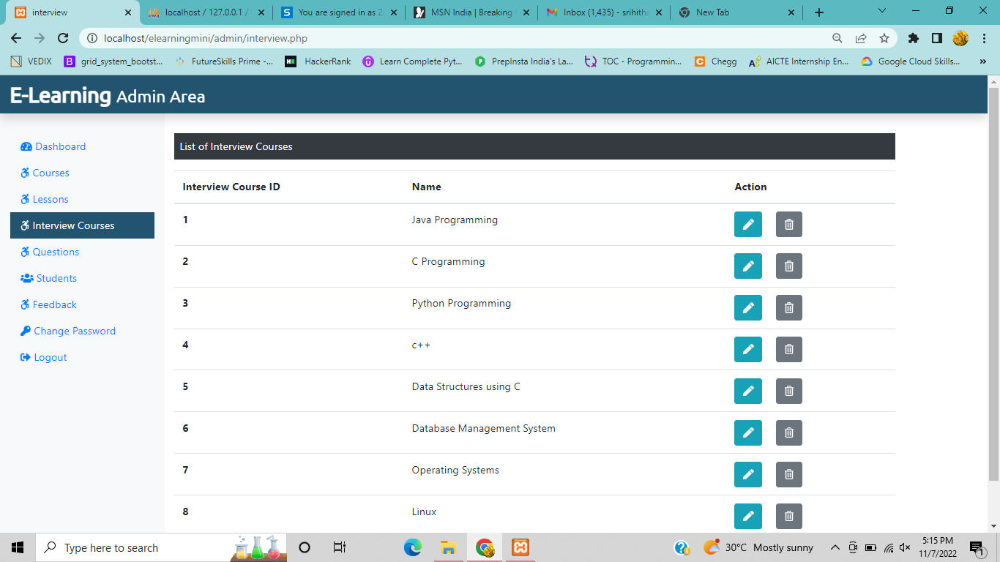 interview
localhost / 127.0.0.1 /
You are signed in as 2
MSN India | Breaking
Inbox (1,435) - srihitha
New Tab
localhost/elearningmini/admin/interview.php
VEDIX
grid_system_bootst...
FutureSkills Prime -...
HackerRank
Learn Complete Pyt...
PrepInsta India's La...
TOC - Programmin...
Chegg
AICTE Internship En...
Google Cloud Skills...
»
E-Learning Admin Area
Dashboard
Courses
Lessons
Interview Courses
Questions
Students
Feedback
Change Password
Logout
List of Interview Courses
Interview Course ID Name Action
1 Java Programming
2 C Programming
3 Python Programming
4 c++
5 Data Structures using C
6 Database Management System
7 Operating Systems
8 Linux
Type here to search
30°C Mostly sunny
5:15 PM
11/7/2022
1